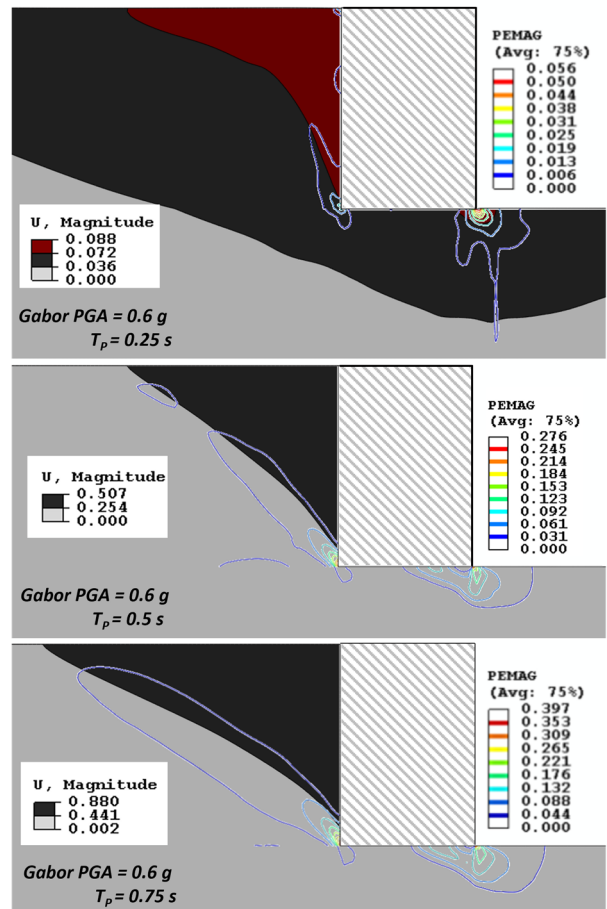 PEMAG
(Avg: 75%)
0.056
0.050
0.044
0.038
0.031
0.025
0.019
0.013
0.006
0.000
U, Magnitude
0.088
0.072
0.036
0.000
Gabor PGA = 0.6 g
TP = 0.25 s
PEMAG
(Avg: 75%)
0.276
0.245
0.214
0.184
0.153
0.123
0.092
0.061
0.031
0.000
U, Magnitude
0.507
0.254
0.000
Gabor PGA = 0.6 g
TP = 0.5 s
PEMAG
(Avg: 75%)
0.397
0.353
0.309
0.265
0.221
0.176
0.132
0.088
0.044
0.000
U, Magnitude
0.880
0.441
0.002
Gabor PGA = 0.6 g
TP = 0.75 s